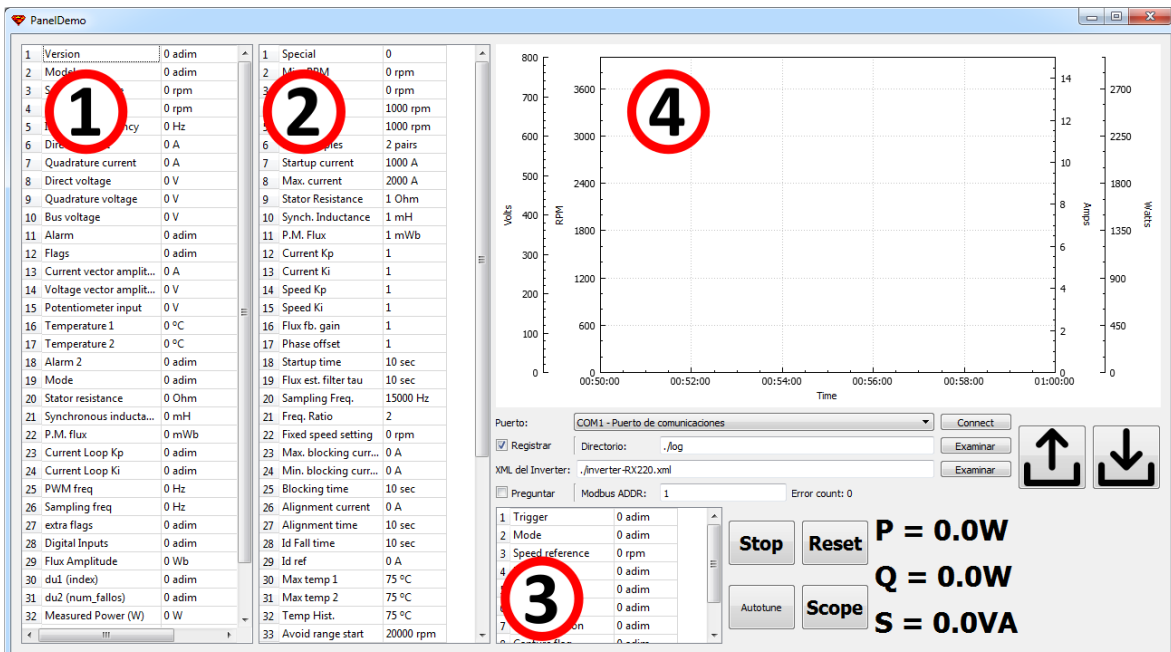 PanelDemo
1 Version 0 adim
2 Model 0 adim
3 0 rpm
4 0 rpm
5 0 Hz
6 0 A
7 Quadrature current 0 A
8 Direct voltage 0 V
9 Quadrature voltage 0 V
10 Bus voltage 0 V
11 Alarm 0 adim
12 Flags 0 adim
13 Current vector amplit... 0 A
14 Voltage vector amplit... 0 V
15 Potentiometer input 0 V
16 Temperature 1 0 ºC
17 Temperature 2 0 ºC
18 Alarm 2 0 adim
19 Mode 0 adim
20 Stator resistance 0 Ohm
21 Synchronous inducta... 0 mH
22 P.M. flux 0 mWb
23 Current Loop Kp 0 adim
24 Current Loop Ki 0 adim
25 PWM freq 0 Hz
26 Sampling freq 0 Hz
27 extra flags 0 adim
28 Digital Inputs 0 adim
29 Flux Amplitude 0 Wb
30 du1 (index) 0 adim
31 du2 (num_fallos) 0 adim
32 Measured Power (W) 0 W
1
1 Special 0
2 0 rpm
3 0 rpm
1000 rpm
1000 rpm
6 2 pairs
7 Startup current 1000 A
8 Max. current 2000 A
9 Stator Resistance 1 Ohm
10 Synch. Inductance 1 mH
11 P.M. Flux 1 mWb
12 Current Kp 1
13 Current Ki 1
14 Speed Kp 1
15 Speed Ki 1
16 Flux fb. gain 1
17 Phase offset 1
18 Startup time 10 sec
19 Flux est. filter tau 10 sec
20 Sampling Freq. 15000 Hz
21 Freq. Ratio 2
22 Fixed speed setting 0 rpm
23 Max. blocking curr... 0 A
24 Min. blocking curr... 0 A
25 Blocking time 10 sec
26 Alignment current 0 A
27 Alignment time 10 sec
28 Id Fall time 10 sec
29 Id ref 0 A
30 Max temp 1 75 ºC
31 Max temp 2 75 ºC
32 Temp Hist. 75 ºC
33 Avoid range start 20000 rpm
2
4
800
700
600
500
400
300
200
100
0
Volts
3600
3000
2400
1800
1200
600
0
RPM
14
12
10
8
6
4
2
0
Amps
2700
2250
1800
1350
900
450
0
Watts
00:50:00 00:52:00 00:54:00 00:56:00 00:58:00 01:00:00
Time
Puerto: COM1 - Puerto de comunicaciones Connect
Registrar Directorio: ./log Examinar
XML del Inverter: ./inverter-RX220.xml Examinar
Preguntar Modbus ADDR: 1 Error count: 0
1 Trigger 0 adim
2 Mode 0 adim
3 Speed reference 0 rpm
4 0 adim
0 adim
0 adim
7 0 adim
8 Capture flag 0 adim
3
Stop Reset
Autotune Scope
P = 0.0W
Q = 0.0W
S = 0.0VA